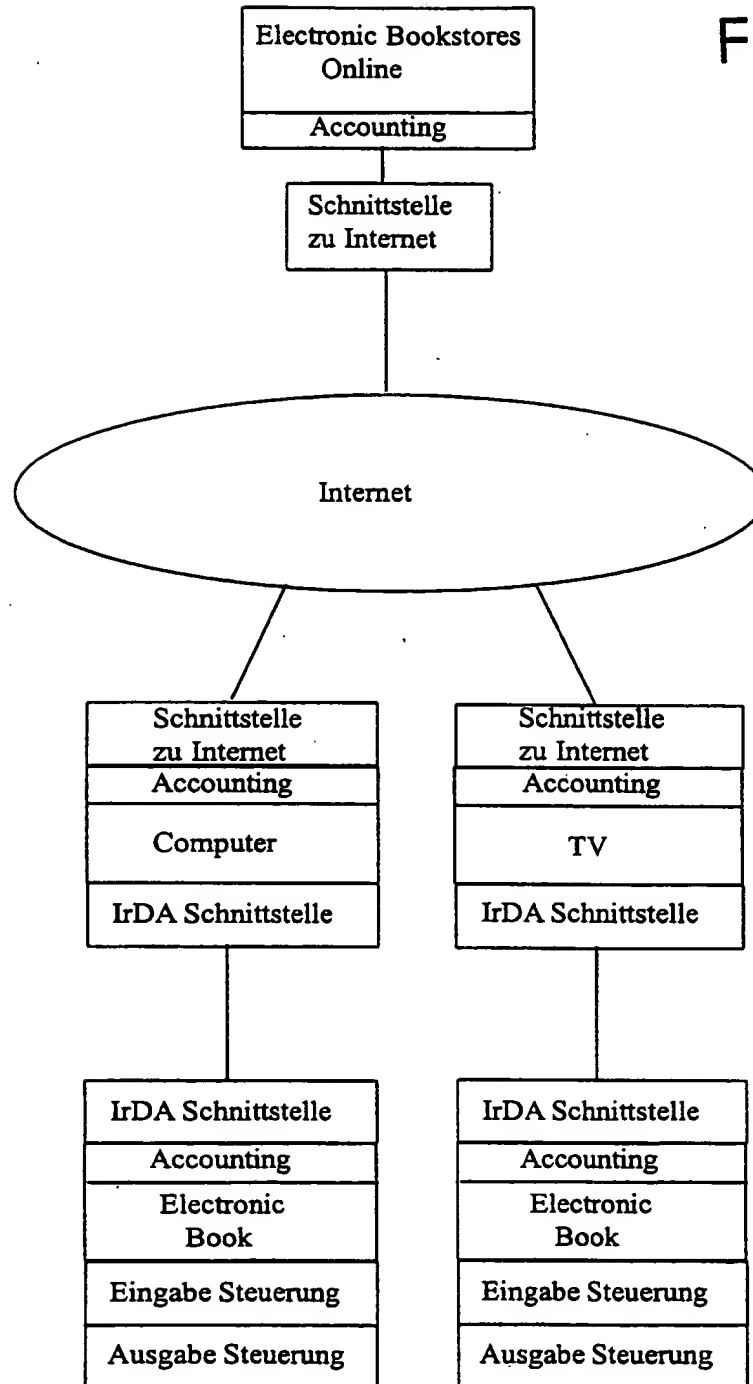 Electronic Bookstores
Online
F
Accounting
Schnittstelle
zu Internet
Internet
Schnittstelle
zu Internet
Accounting
Computer
IrDA Schnittstelle
Schnittstelle
zu Internet
Accounting
TV
IrDA Schnittstelle
IrDA Schnittstelle
Accounting
Electronic
Book
Eingabe Steuerung
Ausgabe Steuerung
IrDA Schnittstelle
Accounting
Electronic
Book
Eingabe Steuerung
Ausgabe Steuerung